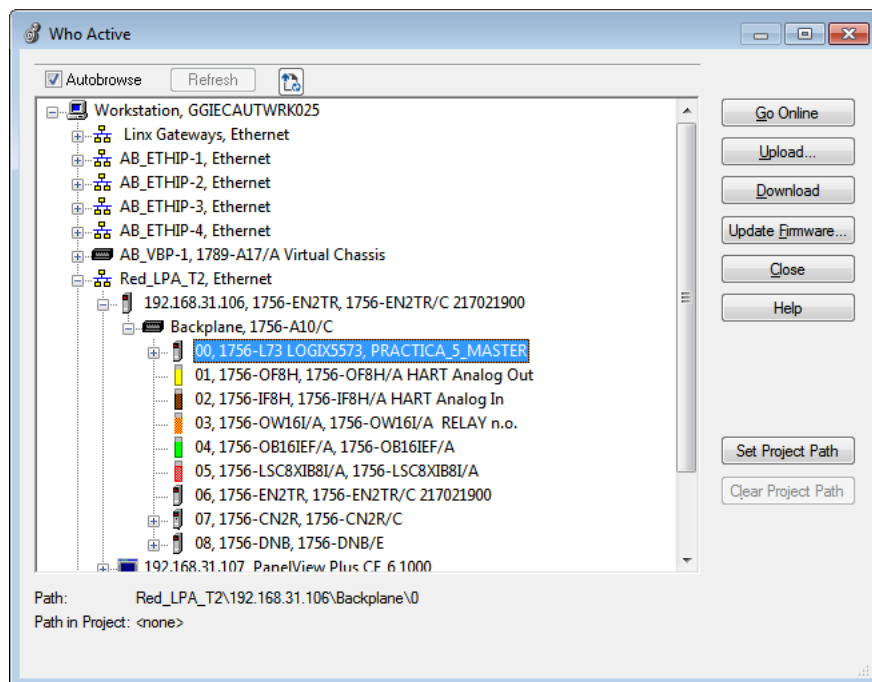 Who Active
Autobrowse Refresh
Workstation, GGIECAUTWRK025
Linx Gateways, Ethernet
AB_ETHIP-1, Ethernet
AB_ETHIP-2, Ethernet
AB_ETHIP-3, Ethernet
AB_ETHIP-4, Ethernet
AB_VBP-1, 1789-A17/A Virtual Chassis
Red_LPA_T2, Ethernet
192.168.31.106, 1756-EN2TR, 1756-EN2TR/C 217021900
Backplane, 1756-A10/C
00, 1756-L73 LOGIX5573, PRACTICA_5_MASTER
01, 1756-OF8H, 1756-OF8H/A HART Analog Out
02, 1756-IF8H, 1756-IF8H/A HART Analog In
03, 1756-OW16I/A, 1756-OW16I/A RELAY n.o.
04, 1756-OB16IEF/A, 1756-OB16IEF/A
05, 1756-LSC8XIB8I/A, 1756-LSC8XIB8I/A
06, 1756-EN2TR, 1756-EN2TR/C 217021900
07, 1756-CN2R, 1756-CN2R/C
08, 1756-DNB, 1756-DNB/E
192.168.31.107, PanelView Plus CE 6 1000
Go Online
Upload...
Download
Update Firmware...
Close
Help
Set Project Path
Clear Project Path
Path: Red_LPA_T2\192.168.31.106\Backplane\0
Path in Project: <none>